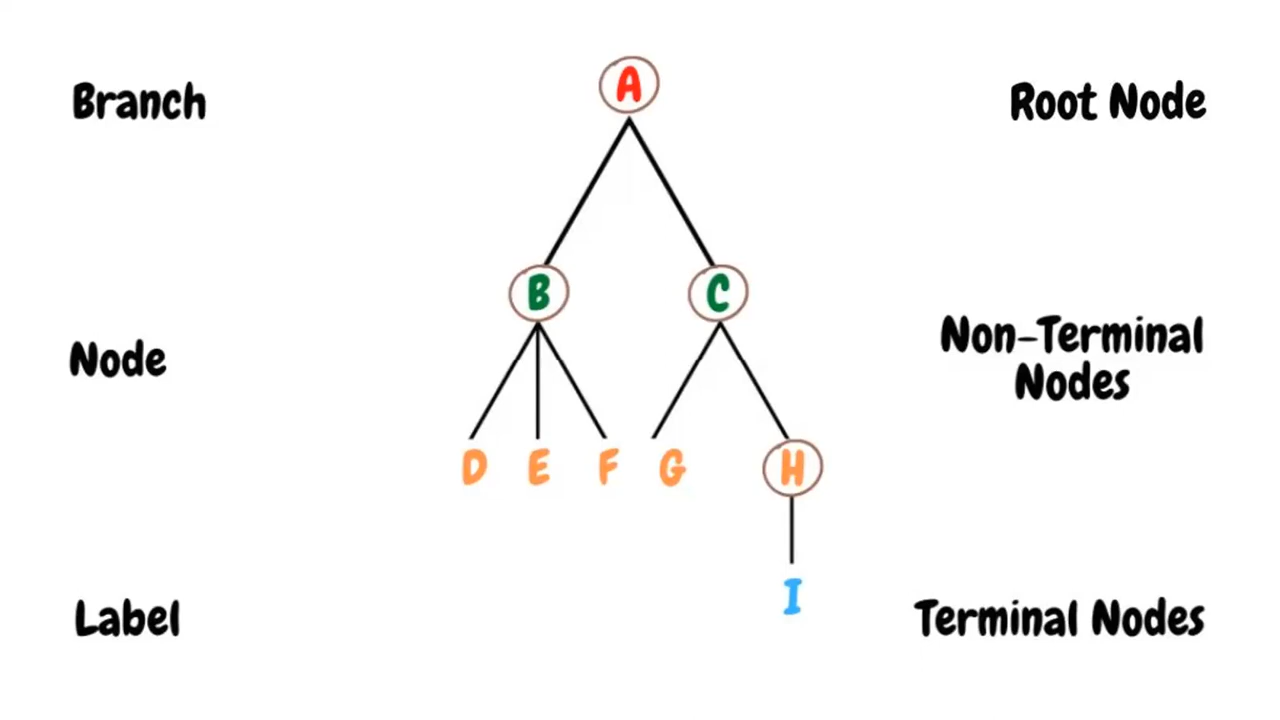 Branch
A
Root Node
B
C
Node
Non-Terminal
Nodes
D E F G H
I
Label
Terminal Nodes